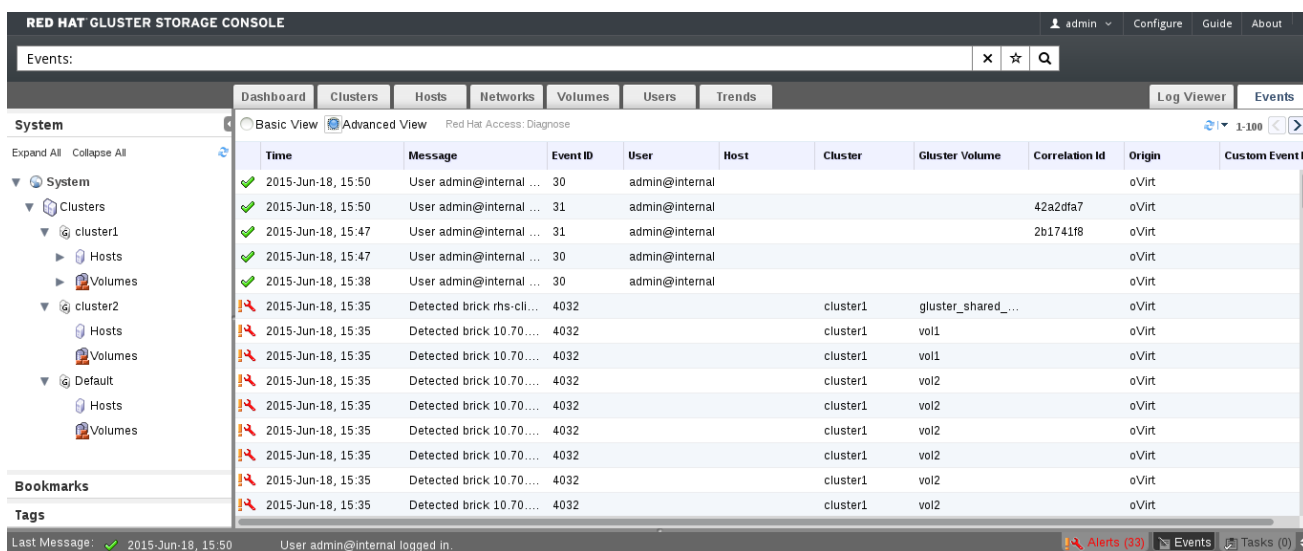 RED HAT GLUSTER STORAGE CONSOLE admin Configure Guide About
Events:
Dashboard Clusters Hosts Networks Volumes Users Trends Log Viewer Events
System Basic View Advanced View Red Hat Access: Diagnose 1-100
Expand All Collapse All Time Message Event ID User Host Cluster Gluster Volume Correlation Id Origin Custom Event
System 2015-Jun-18, 15:50 User admin@internal ... 30 admin@internal oVirt
Clusters 2015-Jun-18, 15:50 User admin@internal ... 31 admin@internal 42a2dfa7 oVirt
cluster1 2015-Jun-18, 15:47 User admin@internal ... 31 admin@internal 2b1741f8 oVirt
Hosts 2015-Jun-18, 15:47 User admin@internal ... 30 admin@internal oVirt
Volumes 2015-Jun-18, 15:38 User admin@internal ... 30 admin@internal oVirt
cluster2 2015-Jun-18, 15:35 Detected brick rhs-cli... 4032 cluster1 gluster_shared_... oVirt
Hosts 2015-Jun-18, 15:35 Detected brick 10.70.... 4032 cluster1 vol1 oVirt
Volumes 2015-Jun-18, 15:35 Detected brick 10.70.... 4032 cluster1 vol1 oVirt
Default 2015-Jun-18, 15:35 Detected brick 10.70.... 4032 cluster1 vol2 oVirt
Hosts 2015-Jun-18, 15:35 Detected brick 10.70.... 4032 cluster1 vol2 oVirt
Volumes 2015-Jun-18, 15:35 Detected brick 10.70.... 4032 cluster1 vol2 oVirt
2015-Jun-18, 15:35 Detected brick 10.70.... 4032 cluster1 vol2 oVirt
Bookmarks 2015-Jun-18, 15:35 Detected brick 10.70.... 4032 cluster1 vol2 oVirt
Tags 2015-Jun-18, 15:35 Detected brick 10.70.... 4032 cluster1 vol2 oVirt
Last Message: 2015-Jun-18, 15:50 User admin@internal logged in. Alerts (33) Events Tasks (0)